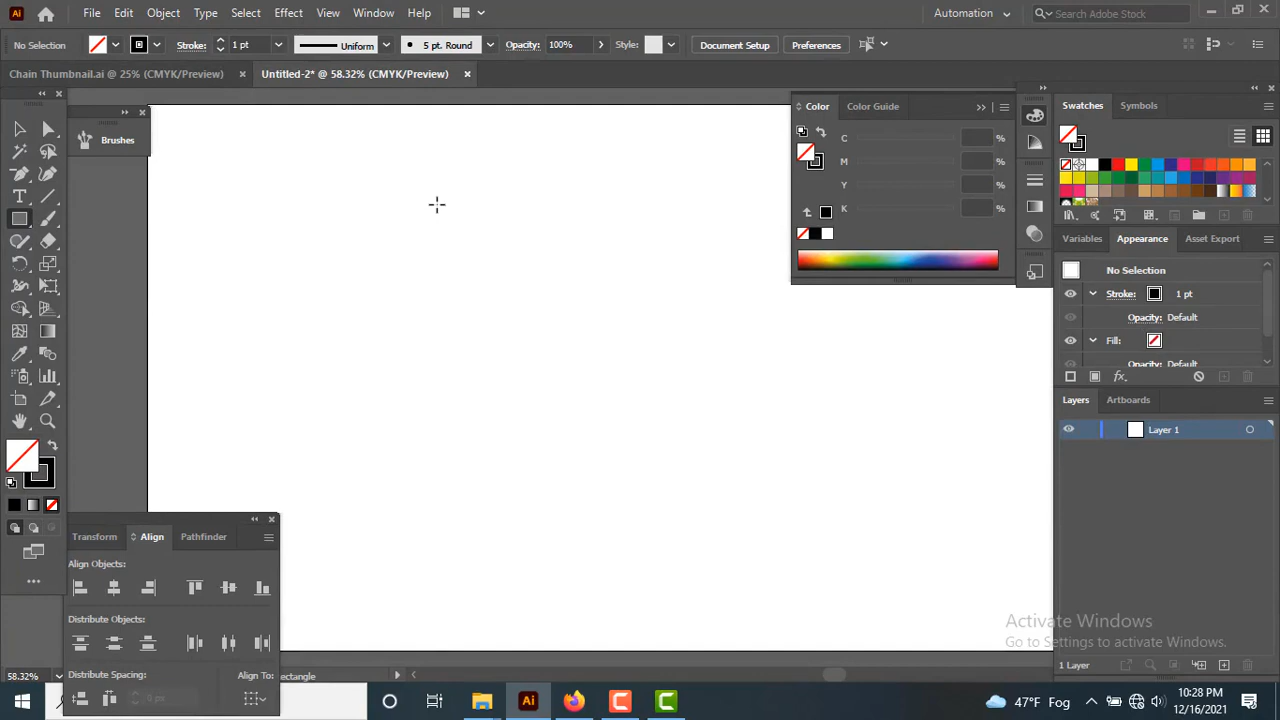 Ai File Edit Object Type Select Effect View Window Help Automation Search Adobe Stock
No Selection Stroke: 1 pt Uniform 5 pt. Round Opacity: 100% Style: Document Setup Preferences
Chain Thumbnail.ai @ 25% (CMYK/Preview) × Untitled-2* @ 58.32% (CMYK/Preview) ×
Brushes
Color Color Guide
C %
M %
Y %
K %
Swatches Symbols
Variables Appearance Asset Export
No Selection
Stroke: 1 pt
Opacity: Default
Fill:
Opacity: Default
fx
Layers Artboards
Layer 1
Transform Align Pathfinder
Align Objects:
Distribute Objects:
Distribute Spacing: Align To:
0 px
Activate Windows
Go to Settings to activate Windows.
1 Layer
58.32% ectangle
Ai 47°F Fog 10:28 PM
12/16/2021